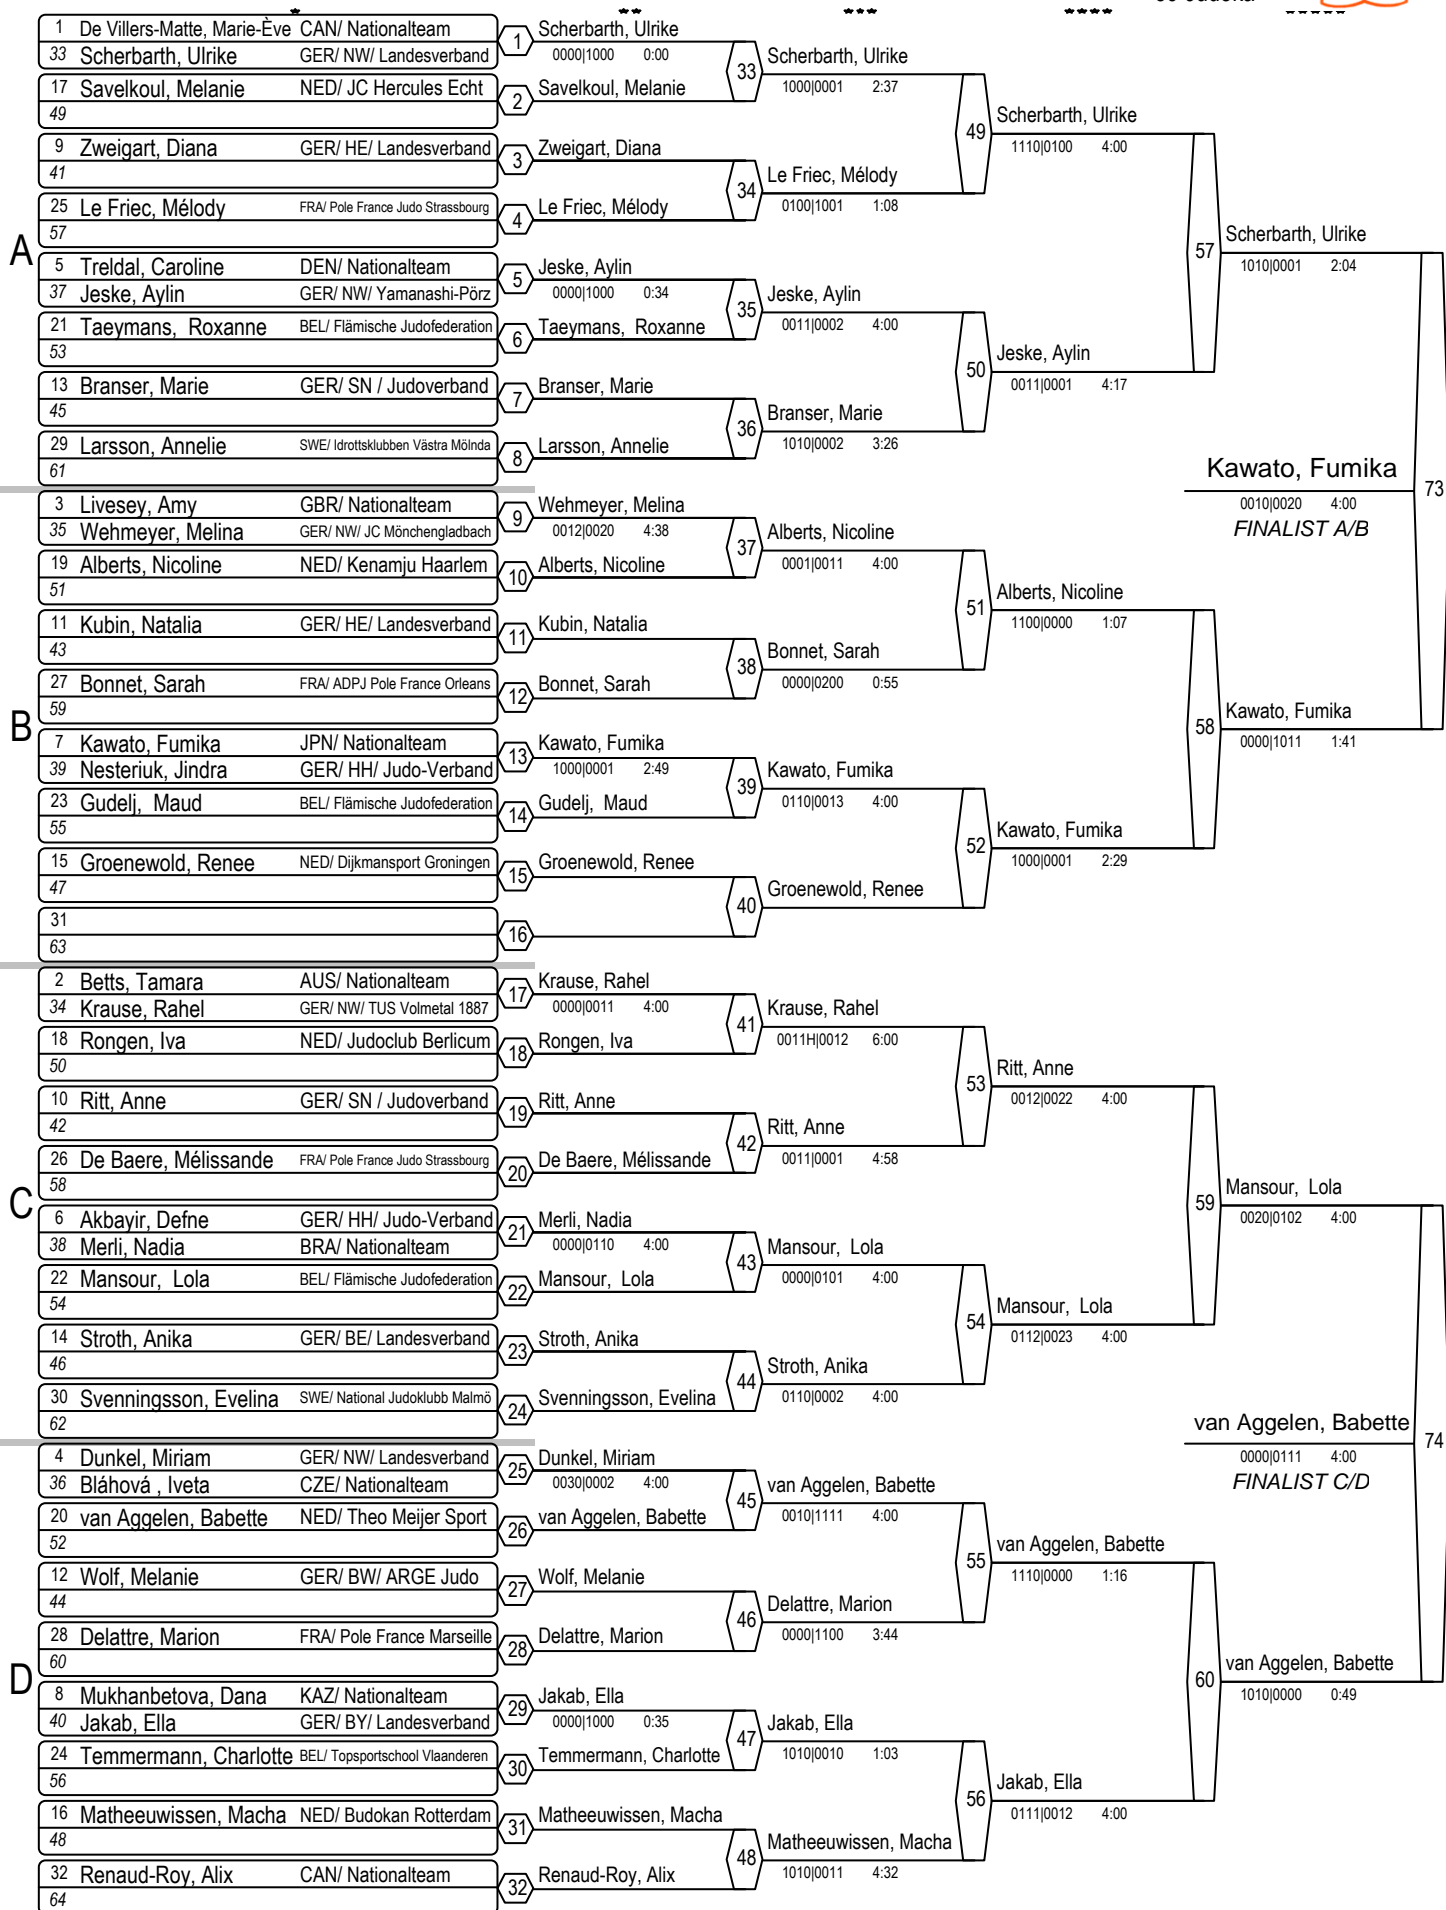 * ** *** **** *****
1 De Villers-Matte, Marie-Ève CAN/ Nationalteam
33 Scherbarth, Ulrike GER/ NW/ Landesverband
1 Scherbarth, Ulrike
0000|1000 0:00
17 Savelkoul, Melanie NED/ JC Hercules Echt
49
2 Savelkoul, Melanie
33 Scherbarth, Ulrike
1000|0001 2:37
9 Zweigart, Diana GER/ HE/ Landesverband
41
3 Zweigart, Diana
25 Le Friec, Mélody FRA/ Pole France Judo Strassbourg
57
4 Le Friec, Mélody
34 Le Friec, Mélody
0100|1001 1:08
49 Scherbarth, Ulrike
1110|0100 4:00
A
5 Treldal, Caroline DEN/ Nationalteam
37 Jeske, Aylin GER/ NW/ Yamanashi-Pörz
5 Jeske, Aylin
0000|1000 0:34
21 Taeymans, Roxanne BEL/ Flämische Judofederation
53
6 Taeymans, Roxanne
35 Jeske, Aylin
0011|0002 4:00
13 Branser, Marie GER/ SN / Judoverband
45
7 Branser, Marie
29 Larsson, Annelie SWE/ Idrottsklubben Västra Mölnda
61
8 Larsson, Annelie
36 Branser, Marie
1010|0002 3:26
50 Jeske, Aylin
0011|0001 4:17
57 Scherbarth, Ulrike
1010|0001 2:04
3 Livesey, Amy GBR/ Nationalteam
35 Wehmeyer, Melina GER/ NW/ JC Mönchengladbach
9 Wehmeyer, Melina
0012|0020 4:38
19 Alberts, Nicoline NED/ Kenamju Haarlem
51
10 Alberts, Nicoline
37 Alberts, Nicoline
0001|0011 4:00
11 Kubin, Natalia GER/ HE/ Landesverband
43
11 Kubin, Natalia
27 Bonnet, Sarah FRA/ ADPJ Pole France Orleans
59
12 Bonnet, Sarah
38 Bonnet, Sarah
0000|0200 0:55
51 Alberts, Nicoline
1100|0000 1:07
B
7 Kawato, Fumika JPN/ Nationalteam
39 Nesteriuk, Jindra GER/ HH/ Judo-Verband
13 Kawato, Fumika
1000|0001 2:49
23 Gudelj, Maud BEL/ Flämische Judofederation
55
14 Gudelj, Maud
39 Kawato, Fumika
0110|0013 4:00
15 Groenewold, Renee NED/ Dijkmansport Groningen
47
15 Groenewold, Renee
31
63
16
40 Groenewold, Renee
52 Kawato, Fumika
1000|0001 2:29
58 Kawato, Fumika
0000|1011 1:41
Kawato, Fumika
0010|0020 4:00
FINALIST A/B
73
2 Betts, Tamara AUS/ Nationalteam
34 Krause, Rahel GER/ NW/ TUS Volmetal 1887
17 Krause, Rahel
0000|0011 4:00
18 Rongen, Iva NED/ Judoclub Berlicum
50
18 Rongen, Iva
41 Krause, Rahel
0011H|0012 6:00
10 Ritt, Anne GER/ SN / Judoverband
42
19 Ritt, Anne
26 De Baere, Mélissande FRA/ Pole France Judo Strassbourg
58
20 De Baere, Mélissande
42 Ritt, Anne
0011|0001 4:58
53 Ritt, Anne
0012|0022 4:00
C
6 Akbayir, Defne GER/ HH/ Judo-Verband
38 Merli, Nadia BRA/ Nationalteam
21 Merli, Nadia
0000|0110 4:00
22 Mansour, Lola BEL/ Flämische Judofederation
54
22 Mansour, Lola
43 Mansour, Lola
0000|0101 4:00
14 Stroth, Anika GER/ BE/ Landesverband
46
23 Stroth, Anika
30 Svenningsson, Evelina SWE/ National Judoklubb Malmö
62
24 Svenningsson, Evelina
44 Stroth, Anika
0110|0002 4:00
54 Mansour, Lola
0112|0023 4:00
59 Mansour, Lola
0020|0102 4:00
4 Dunkel, Miriam GER/ NW/ Landesverband
36 Bláhová , Iveta CZE/ Nationalteam
25 Dunkel, Miriam
0030|0002 4:00
20 van Aggelen, Babette NED/ Theo Meijer Sport
52
26 van Aggelen, Babette
45 van Aggelen, Babette
0010|1111 4:00
12 Wolf, Melanie GER/ BW/ ARGE Judo
44
27 Wolf, Melanie
28 Delattre, Marion FRA/ Pole France Marseille
60
28 Delattre, Marion
46 Delattre, Marion
0000|1100 3:44
55 van Aggelen, Babette
1110|0000 1:16
D
8 Mukhanbetova, Dana KAZ/ Nationalteam
40 Jakab, Ella GER/ BY/ Landesverband
29 Jakab, Ella
0000|1000 0:35
24 Temmermann, Charlotte BEL/ Topsportschool Vlaanderen
56
30 Temmermann, Charlotte
47 Jakab, Ella
1010|0010 1:03
16 Matheeuwissen, Macha NED/ Budokan Rotterdam
48
31 Matheeuwissen, Macha
32 Renaud-Roy, Alix CAN/ Nationalteam
64
32 Renaud-Roy, Alix
48 Matheeuwissen, Macha
1010|0011 4:32
56 Jakab, Ella
0111|0012 4:00
60 van Aggelen, Babette
1010|0000 0:49
van Aggelen, Babette
0000|0111 4:00
FINALIST C/D
74